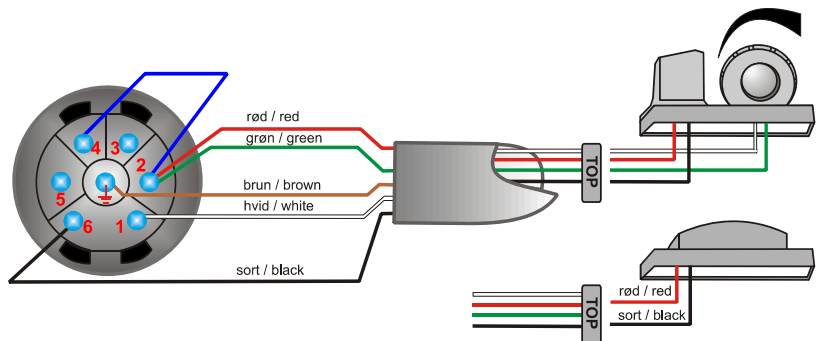 rød / red
grøn / green
4
3
2
brun / brown
5
hvid / white
6
1
sort / black
TOP
TOP
rød / red
sort / black